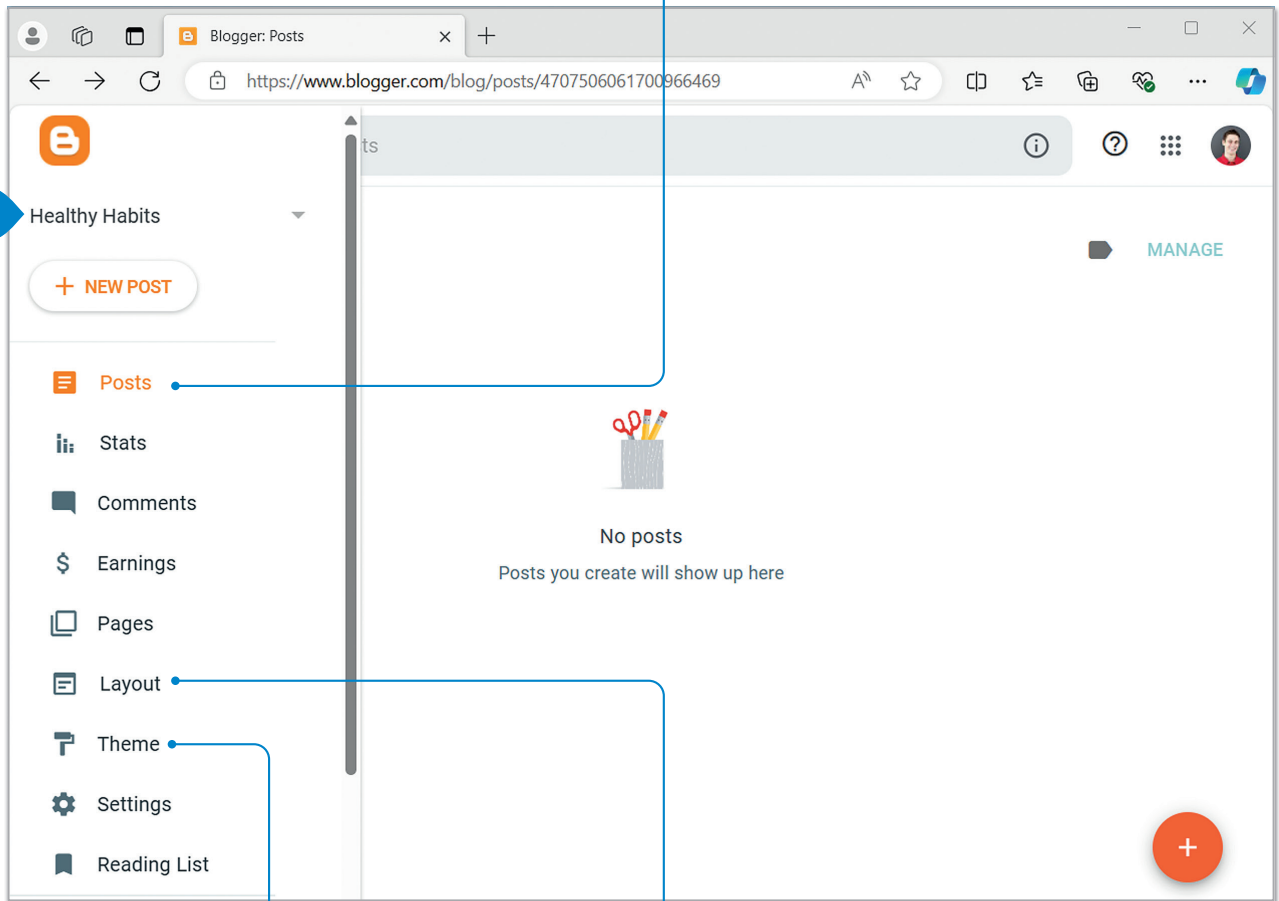 Blogger: Posts
https://www.blogger.com/blog/posts/4707506061700966469
ts
Healthy Habits
MANAGE
+ NEW POST
Posts
Stats
Comments
Earnings
Pages
Layout
Theme
Settings
Reading List
No posts
Posts you create will show up here